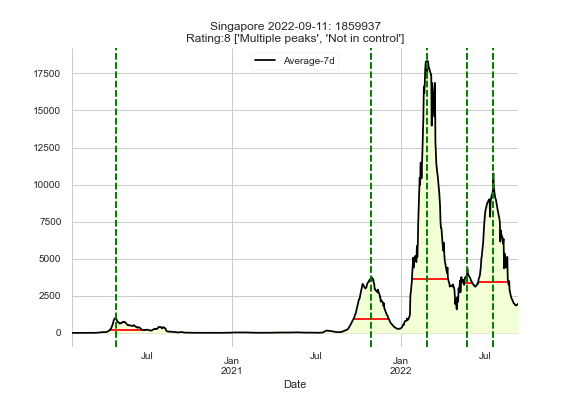 Singapore 2022-09-11: 1859937
Rating:8 ['Multiple peaks', 'Not in control']
Average-7d
17500
15000
12500
10000
7500
5000
2500
0
Jul
Jan
2021
Jul
Jan
2022
Jul
Date